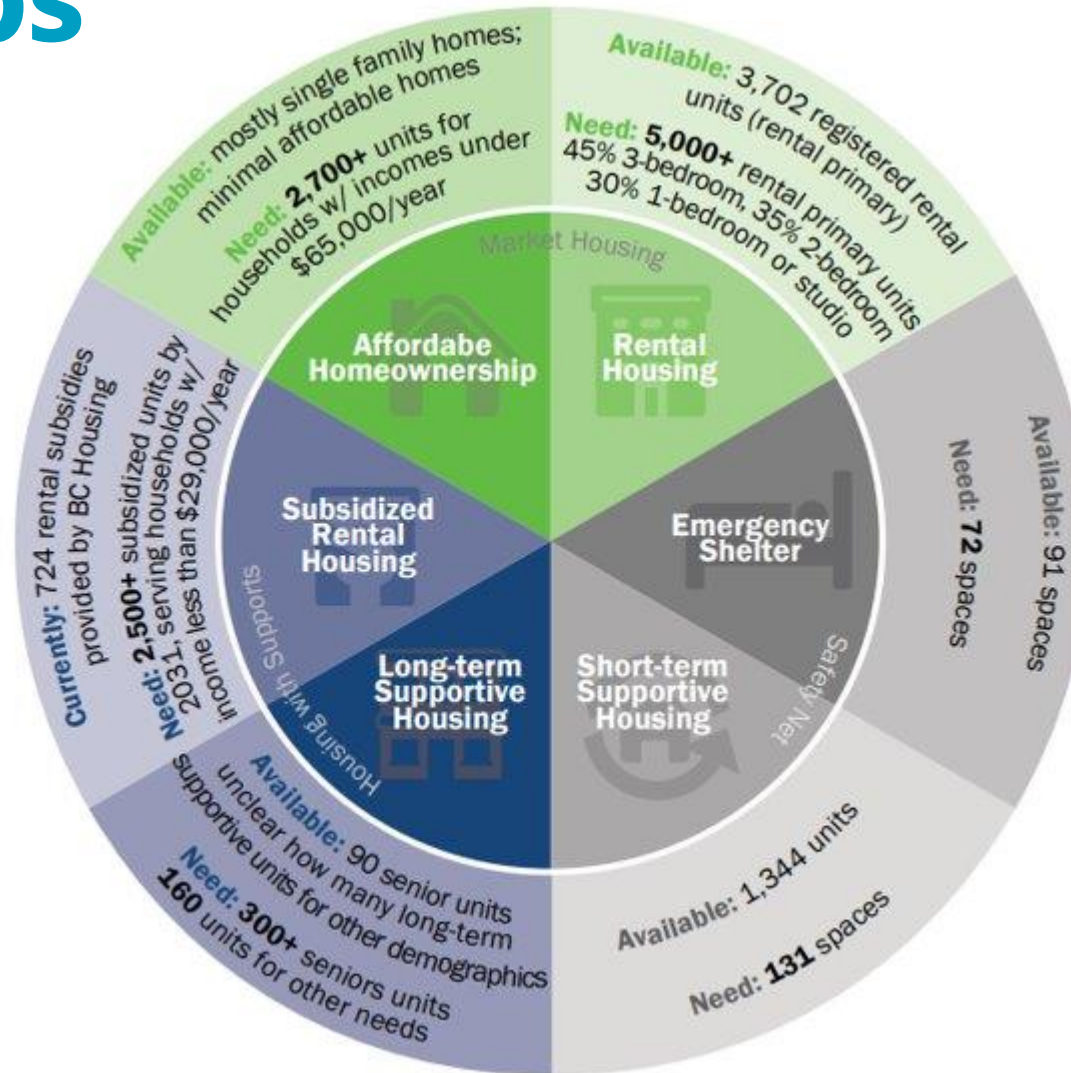 Available: mostly single family homes;
minimal affordable homes
Need: 2,700+ units for
households w/ incomes under
$65,000/year
Available: 3,702 registered rental
units (rental primary)
Need: 5,000+ rental primary units
45% 3-bedroom, 35% 2-bedroom
30% 1-bedroom or studio
Market Housing
Affordabe
Homeownership
Rental
Housing
Currently: 724 rental subsidies
provided by BC Housing
Need: 2,500+ subsidized units by
2031, serving households w/
income less than $29,000/year
Subsidized
Rental
Housing
Emergency
Shelter
Available: 91 spaces
Need: 72 spaces
Housing with Supports
Long-term
Supportive
Housing
Short-term
Supportive
Housing
Safety Net
Available: 90 senior units
unclear how many long-term
supportive units for other demographics
Need: 300+ seniors units
160 units for other needs
Available: 1,344 units
Need: 131 spaces